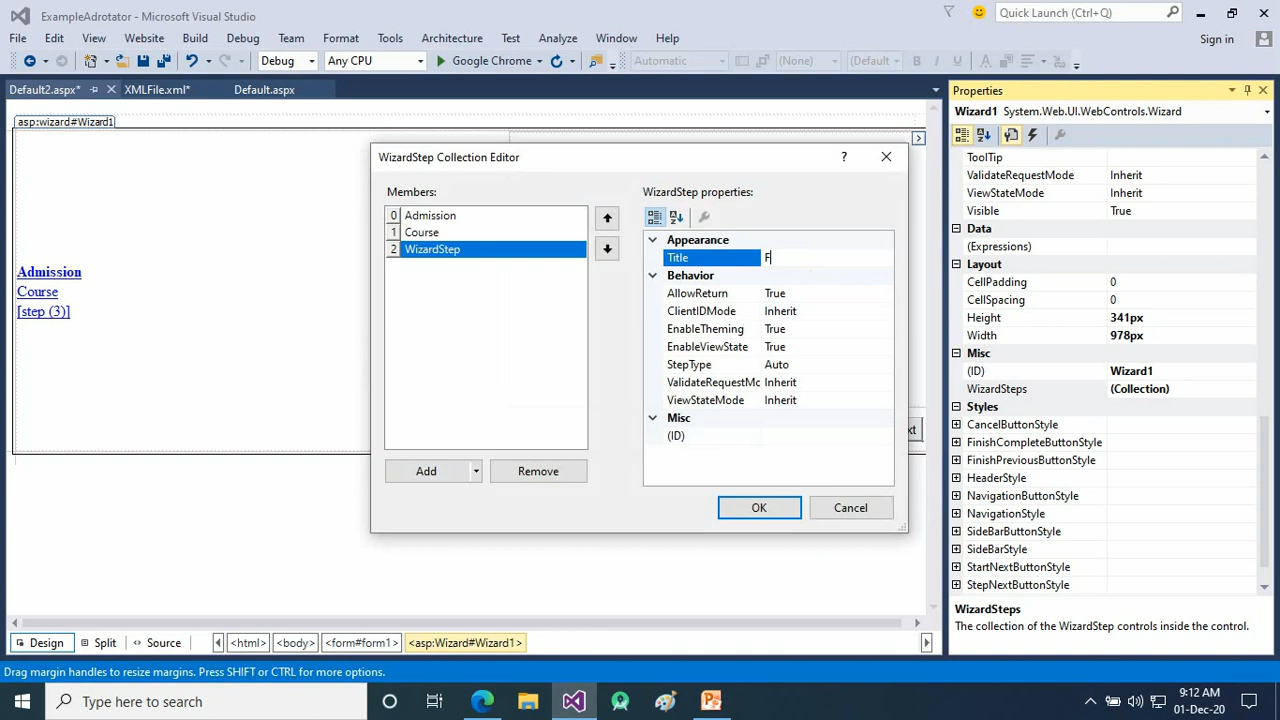 ExampleAdrotator - Microsoft Visual Studio
Quick Launch (Ctrl+Q)
File Edit View Website Build Debug Team Format Tools Architecture Test Analyze Window Help
Sign in
Debug Any CPU Google Chrome Automatic (None) (Default B I A
Default2.aspx* XMLFile.xml* Default.aspx
Properties
asp:wizard#Wizard1
Wizard1 System.Web.UI.WebControls.Wizard
WizardStep Collection Editor
Members:
0 Admission
1 Course
2 WizardStep
Add
Remove
WizardStep properties:
Appearance
Title F
Behavior
AllowReturn True
ClientIDMode Inherit
EnableTheming True
EnableViewState True
StepType Auto
ValidateRequestMc Inherit
ViewStateMode Inherit
Misc
(ID)
OK
Cancel
Admission
Course
[step (3)]
xt
ToolTip
ValidateRequestMode Inherit
ViewStateMode Inherit
Visible True
Data
(Expressions)
Layout
CellPadding 0
CellSpacing 0
Height 341px
Width 978px
Misc
(ID) Wizard1
WizardSteps (Collection)
Styles
CancelButtonStyle
FinishCompleteButtonStyle
FinishPreviousButtonStyle
HeaderStyle
NavigationButtonStyle
NavigationStyle
SideBarButtonStyle
SideBarStyle
StartNextButtonStyle
StepNextButtonStyle
WizardSteps
The collection of the WizardStep controls inside the control.
Design Split Source <html> <body> <form#form1> <asp:Wizard#Wizard1>
Drag margin handles to resize margins. Press SHIFT or CTRL for more options.
Type here to search
9:12 AM
01-Dec-20